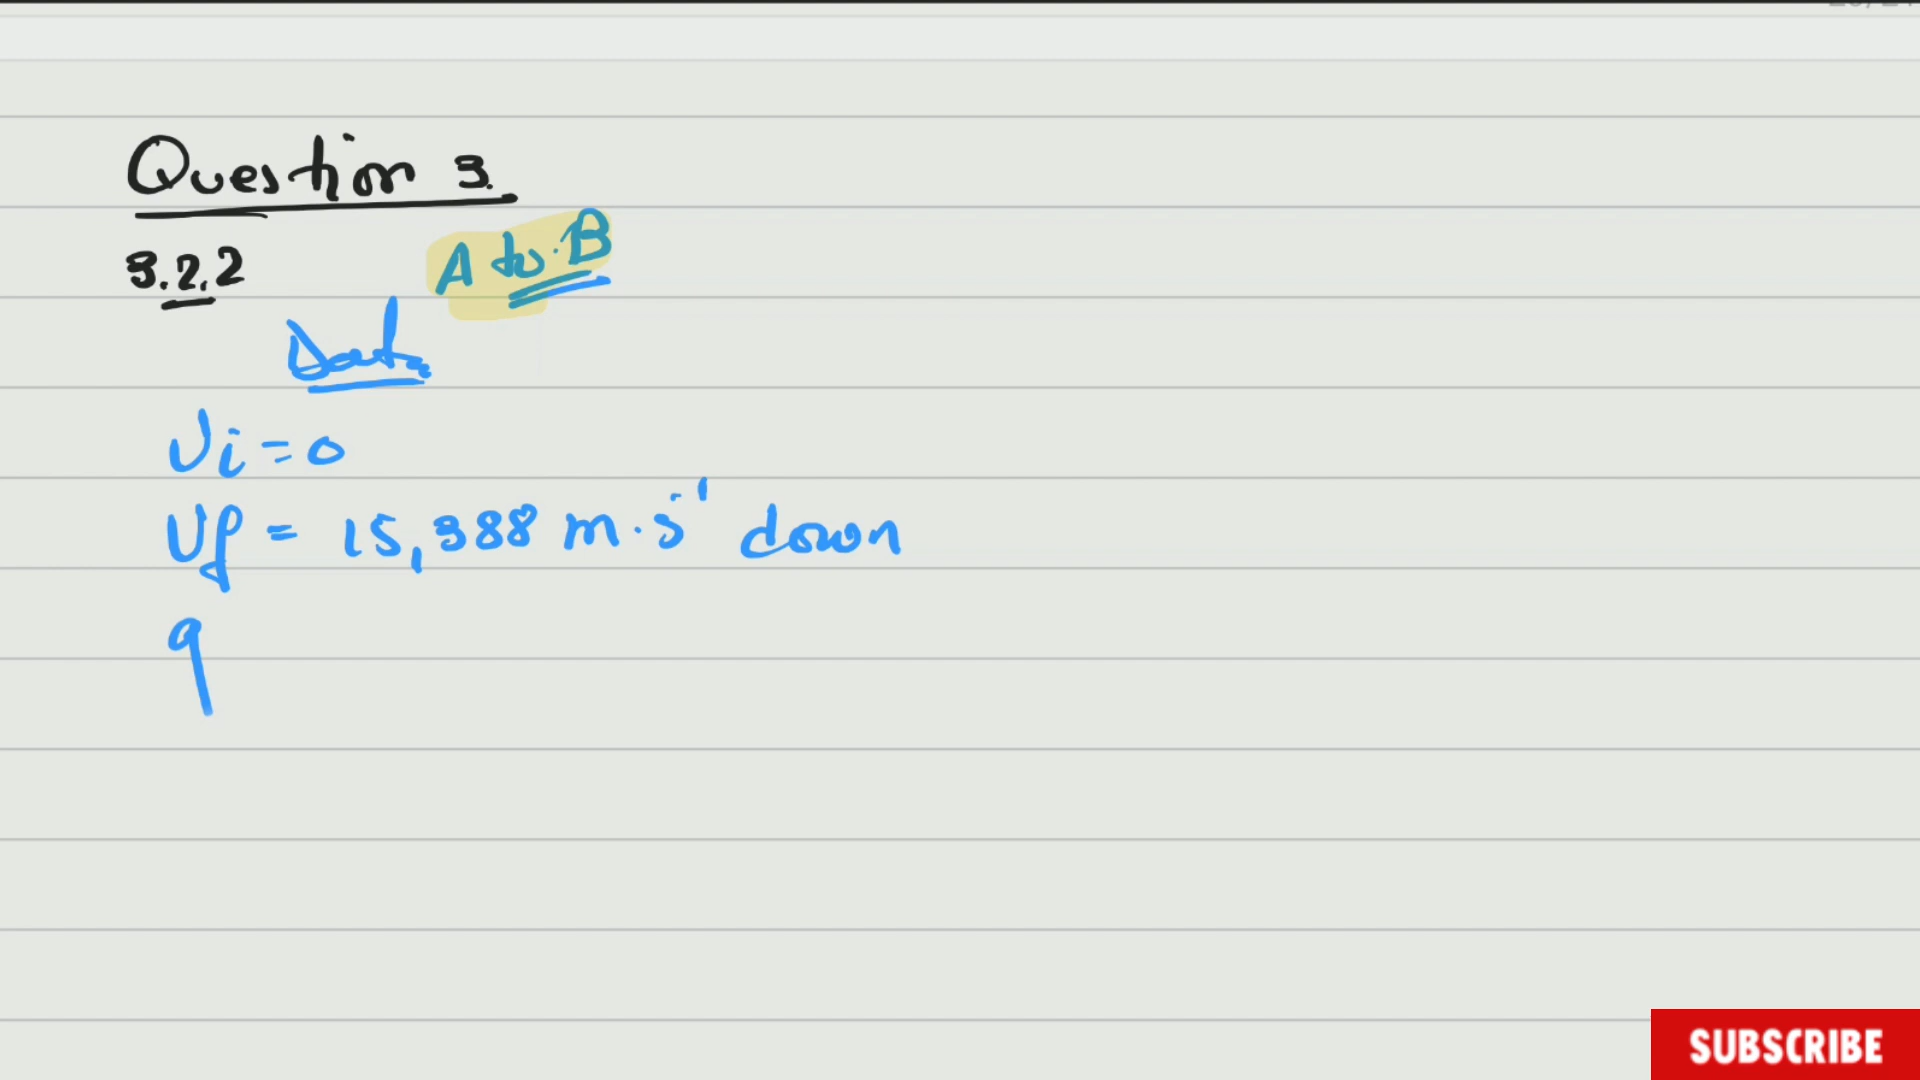 Question 3.
3.2.2
A to B
Data
Vi = 0
Vf = 15,388 m·s⁻¹ down
g
SUBSCRIBE